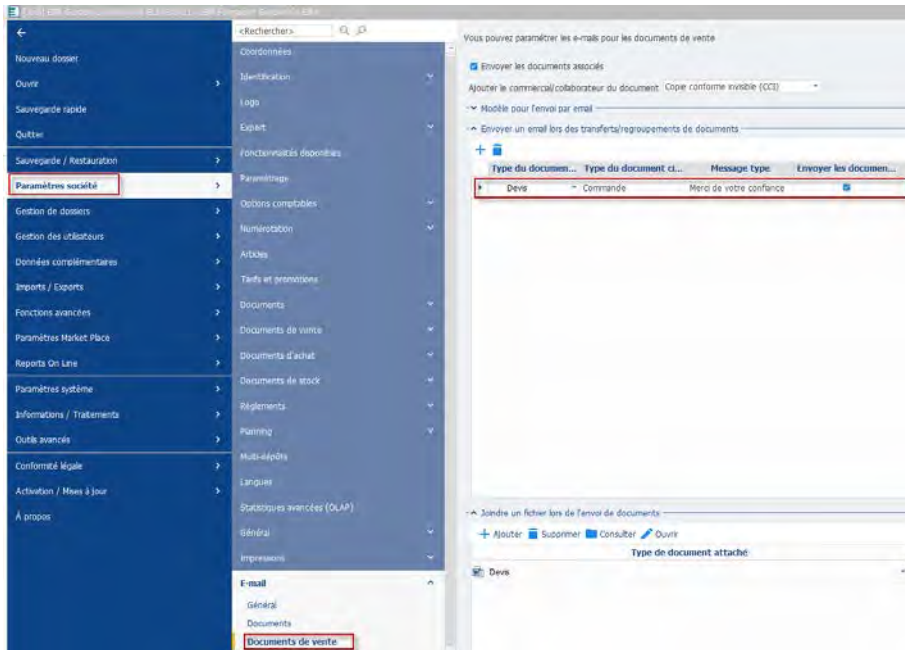 <Rechercher>
Nouveau dossier
Ouvrir
Sauvegarde rapide
Quitter
Sauvegarde / Restauration
Paramètres société
Gestion de dossiers
Gestion des utilisateurs
Données complémentaires
Imports / Exports
Fonctions avancées
Paramètres Market Place
Reports On Line
Paramètres système
Informations / Traitements
Outils avancés
Conformité légale
Activation / Mises à jour
À propos
Coordonnées
Identification
Logo
Expert
Fonctionnalités disponibles
Paramétrage
Options comptables
Numérotation
Articles
Tarifs et promotions
Documents
Documents de vente
Documents d'achat
Documents de stock
Règlements
Planning
Multi-dépôts
Langues
Statistiques avancées (OLAP)
Général
Impressions
E-mail
Général
Documents
Documents de vente
Vous pouvez paramétrer les e-mails pour les documents de vente
Envoyer les documents associés
Ajouter le commercial/collaborateur du document Copie conforme invisible (CCI)
Modèle pour l'envoi par email
Envoyer un email lors des transferts/regroupements de documents
Type du documen... Type du document ci... Message type Envoyer les documen...
Devis Commande Merci de votre confiance
Joindre un fichier lors de l'envoi de documents
Ajouter Supprimer Consulter Ouvrir
Type de document attaché
Devis